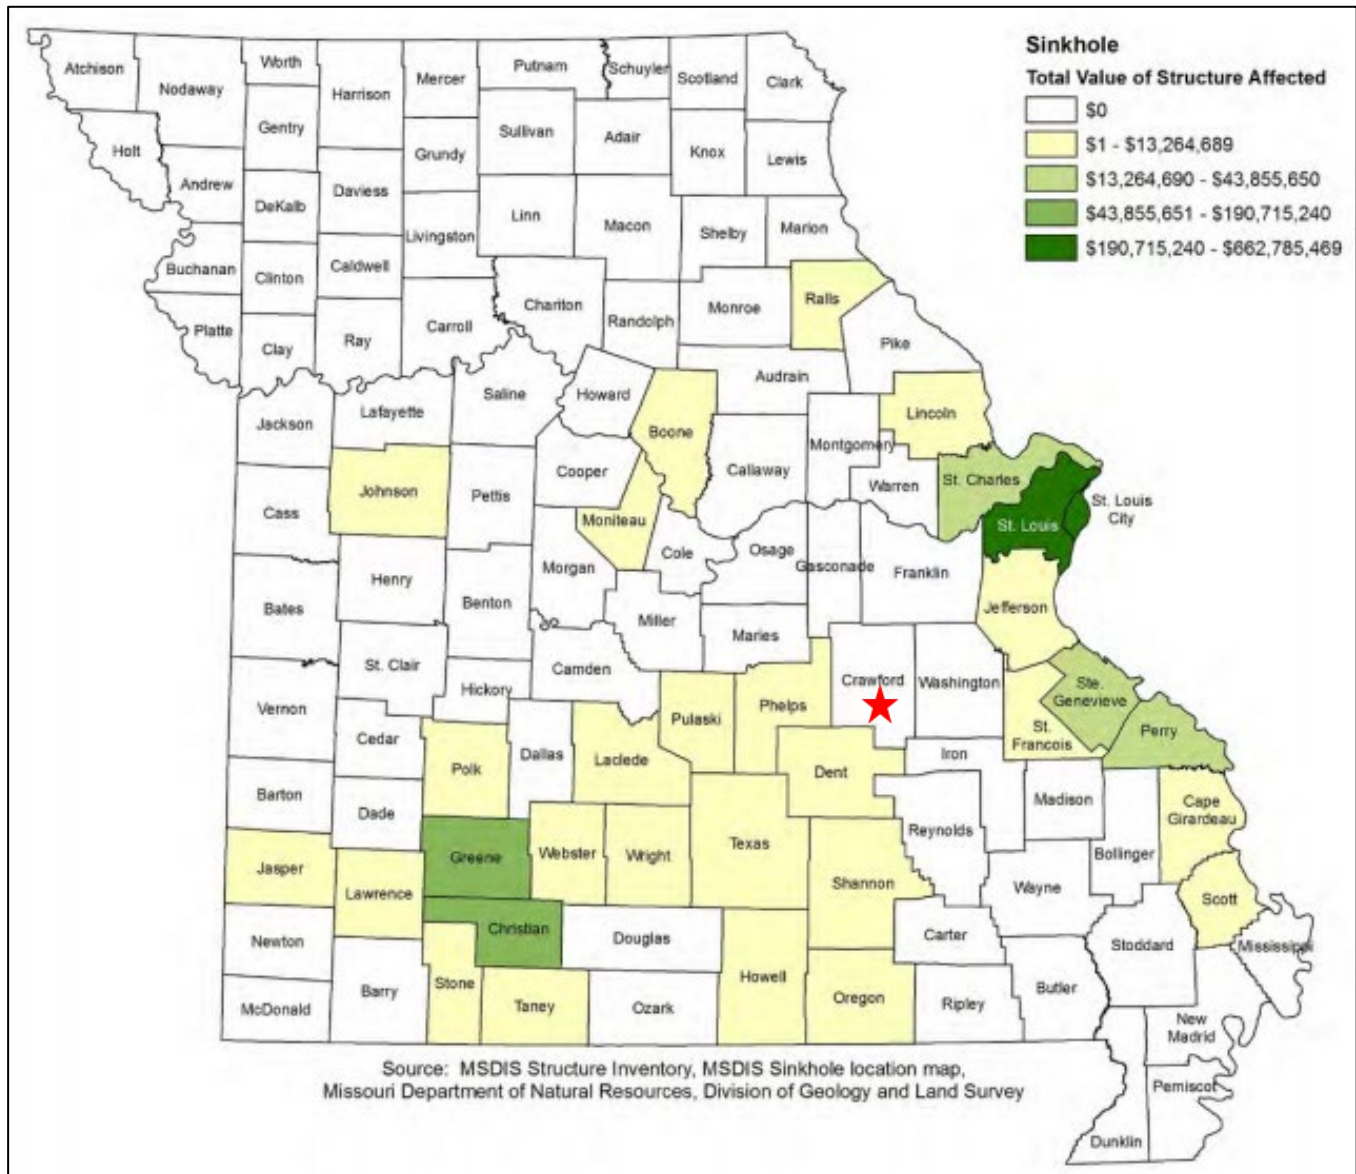 Sinkhole
Total Value of Structure Affected
$0
$1 - $13,264,689
$13,264,690 - $43,855,650
$43,855,651 - $190,715,240
$190,715,240 - $662,785,469
Atchison
Nodaway
Worth
Harrison
Mercer
Putnam
Schuyler
Scotland
Clark
Holt
Gentry
Sullivan
Adair
Knox
Lewis
Andrew
DeKalb
Daviess
Grundy
Linn
Macon
Shelby
Marion
Livingston
Buchanan
Clinton
Caldwell
Chariton
Randolph
Monroe
Ralls
Platte
Clay
Ray
Carroll
Pike
Audrain
Saline
Howard
Jackson
Lafayette
Boone
Lincoln
Montgomery
Callaway
Cooper
Warren
St. Charles
Johnson
Pettis
St. Louis
City
Cass
Moniteau
St. Louis
Cole
Osage
Gasconade
Franklin
Morgan
Henry
Benton
Bates
Miller
Maries
Jefferson
St. Clair
Camden
Hickory
Crawford
Washington
Vernon
Pulaski
Phelps
Ste.
Genevieve
St.
Francois
Perry
Cedar
Dallas
Laclede
Iron
Polk
Dent
Barton
Dade
Madison
Cape
Girardeau
Reynolds
Texas
Greene
Webster
Wright
Bollinger
Jasper
Lawrence
Shannon
Wayne
Scott
Christian
Douglas
Carter
Stoddard
Mississippi
Newton
Howell
Stone
Barry
Taney
Ozark
Oregon
Ripley
Butler
McDonald
New
Madrid
Pemiscot
Dunklin
Source: MSDIS Structure Inventory, MSDIS Sinkhole location map,
Missouri Department of Natural Resources, Division of Geology and Land Survey